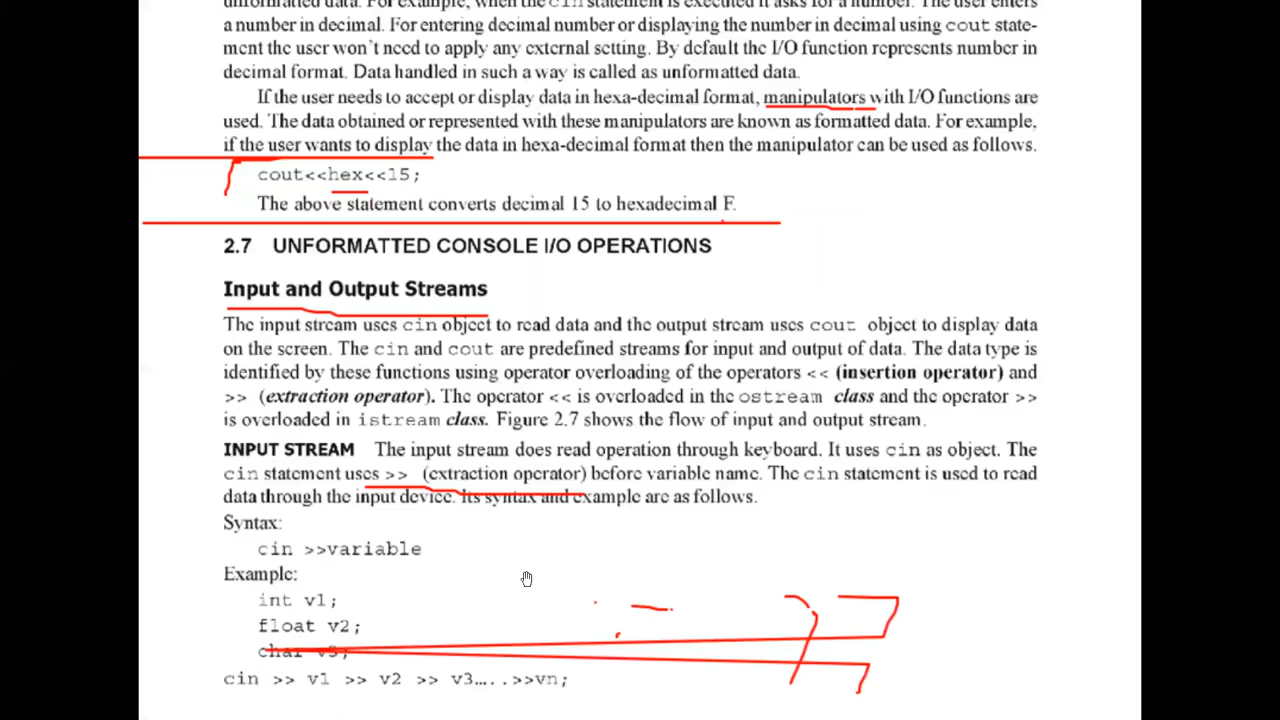 unformatted data. For example, when the cin statement is executed it asks for a number. The user enters
a number in decimal. For entering decimal number or displaying the number in decimal using cout state-
ment the user won't need to apply any external setting. By default the I/O function represents number in
decimal format. Data handled in such a way is called as unformatted data.
If the user needs to accept or display data in hexa-decimal format, manipulators with I/O functions are
used. The data obtained or represented with these manipulators are known as formatted data. For example,
if the user wants to display the data in hexa-decimal format then the manipulator can be used as follows.
cout<<hex<<15;
The above statement converts decimal 15 to hexadecimal F.
2.7 UNFORMATTED CONSOLE I/O OPERATIONS
Input and Output Streams
The input stream uses cin object to read data and the output stream uses cout object to display data
on the screen. The cin and cout are predefined streams for input and output of data. The data type is
identified by these functions using operator overloading of the operators << (insertion operator) and
>> (extraction operator). The operator << is overloaded in the ostream class and the operator >>
is overloaded in istream class. Figure 2.7 shows the flow of input and output stream.
INPUT STREAM The input stream does read operation through keyboard. It uses cin as object. The
cin statement uses >> (extraction operator) before variable name. The cin statement is used to read
data through the input device. Its syntax and example are as follows.
Syntax:
cin >>variable
Example:
int v1;
float v2;
char v3;
cin >> v1 >> v2 >> v3.....>>vn;